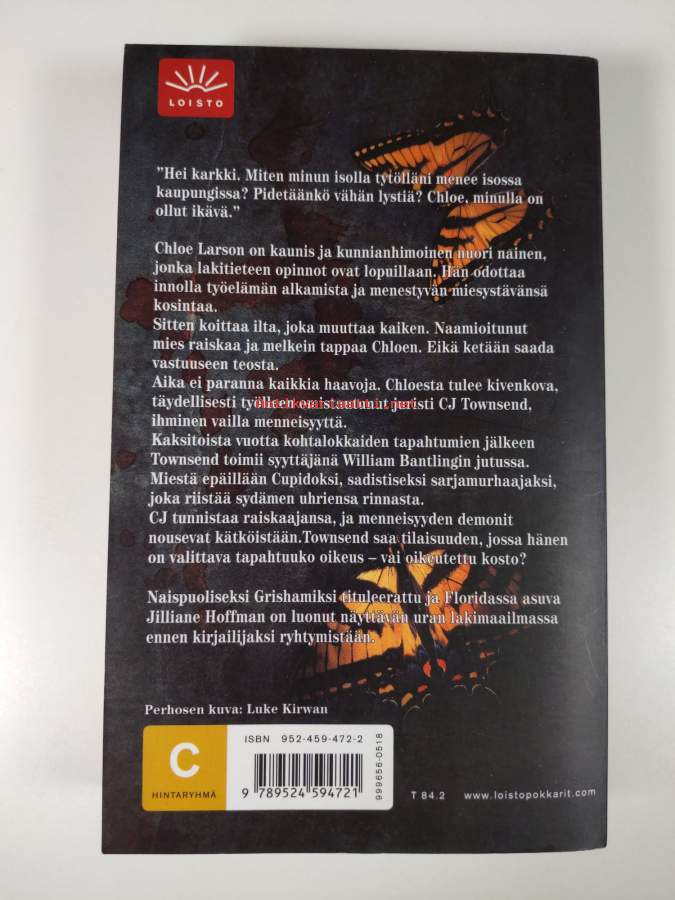 LOISTO
"Hei karkki. Miten minun isolla tytölläni menee isossa
kaupungissa? Pidetäänkö vähän lystiä? Chloe, minulla on
ollut ikävä."
Chloe Larson on kaunis ja kunnianhimoinen nuori nainen,
jonka lakitieteen opinnot ovat lopuillaan. Hän odottaa
innolla työelämän alkamista ja menestyvän miesystävänsä
kosintaa.
Sitten koittaa ilta, joka muuttaa kaiken. Naamioitunut
mies raiskaa ja melkein tappaa Chloen. Eikä ketään saada
vastuuseen teosta.
Aika ei paranna kaikkia haavoja. Chloesta tulee kivenkova,
täydellisesti työlleen omistautunut juristi CJ Townsend,
ihminen vailla menneisyyttä.
Kaksitoista vuotta kohtalokkaiden tapahtumien jälkeen
Townsend toimii syyttäjänä William Bantlingin jutussa.
Miestä epäillään Cupidoksi, sadistiseksi sarjamurhaajaksi,
joka riistää sydämen uhriensa rinnasta.
CJ tunnistaa raiskaajansa, ja menneisyyden demonit
nousevat kätköistään.Townsend saa tilaisuuden, jossa hänen
on valittava tapahtuuko oikeus – vai oikeutettu kosto?
Naispuoliseksi Grishamiksi tituleerattu ja Floridassa asuva
Jilliane Hoffman on luonut näyttävän uran lakimaailmassa
ennen kirjailijaksi ryhtymistään.
Perhosen kuva: Luke Kirwan
C
HINTARYHMÄ
ISBN 952-459-472-2
9 789524 594721
999656-0518
T 84.2
www.loistopokkarit.com